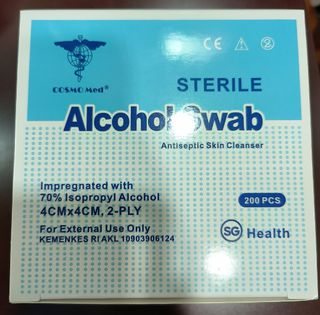 COSMO Med®
CE ⚠ ②
STERILE
Alcohol Swab
Antiseptic Skin Cleanser
Impregnated with
70% Isopropyl Alcohol
4CMx4CM, 2-PLY
200 PCS
For External Use Only
KEMENKES RI AKL 10903906124
SG Health